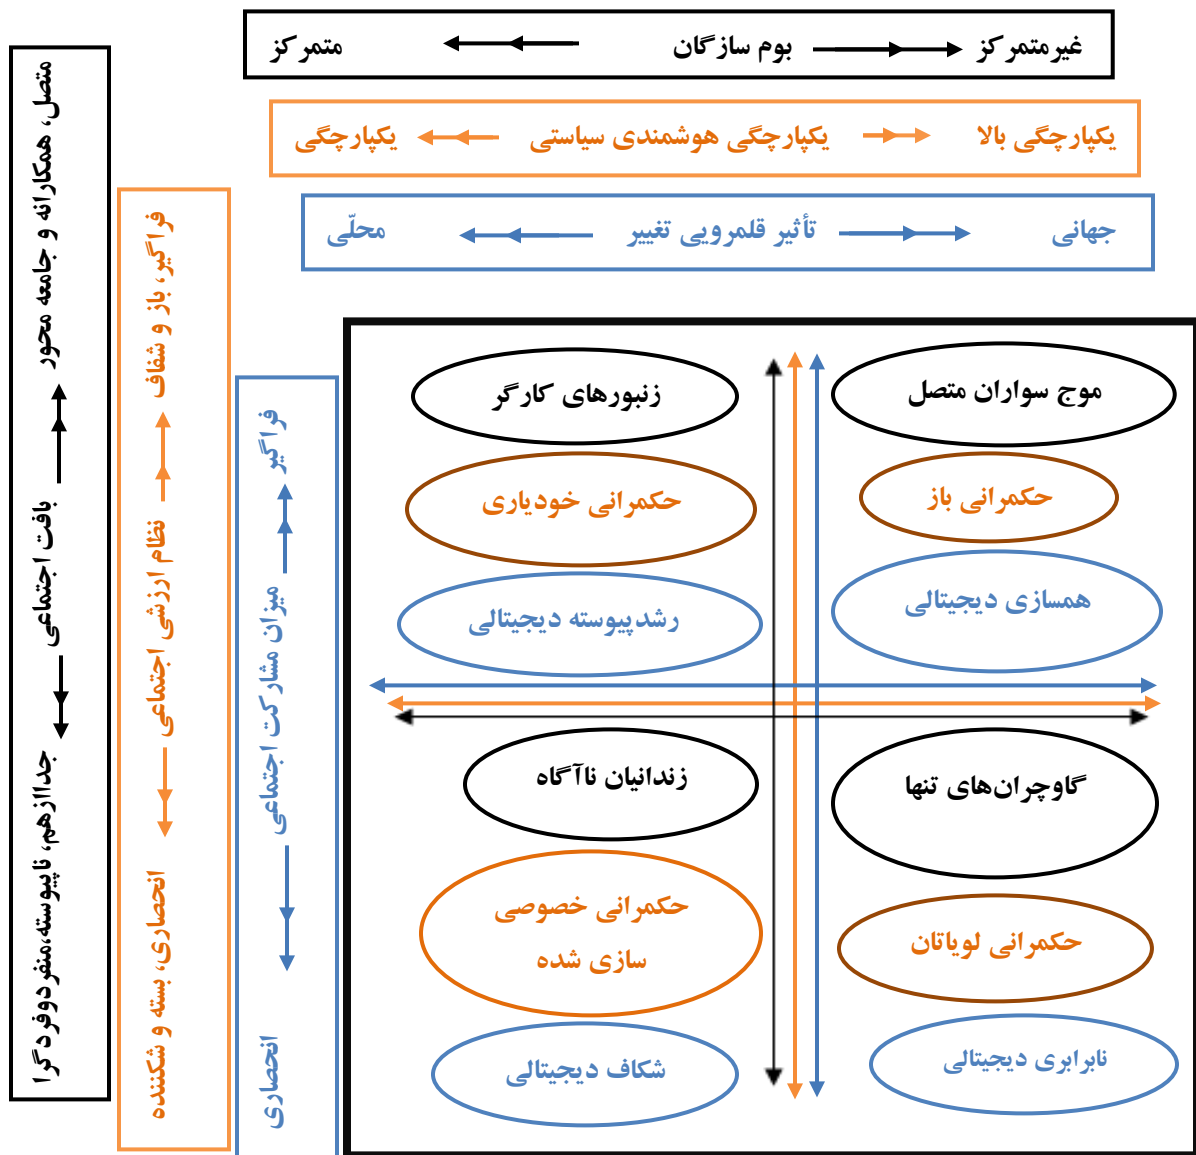 غیرمتمرکز بوم سازگان متمرکز
یکپارچگی بالا یکپارچگی هوشمندی سیاستی یکپارچگی
جهانی تأثیر قلمرویی تغییر محلّی
متصل، همکارانه و جامعه محور بافت اجتماعی جداازهم، ناپیوسته،منفردوفردگرا
فراگیر، باز و شفاف نظام ارزشی اجتماعی انحصاری، بسته و شکننده
فراگیر میزان مشارکت اجتماعی انحصاری
موج سواران متصل
حکمرانی باز
همسازی دیجیتالی
زنبورهای کارگر
حکمرانی خودیاری
رشدپیوسته دیجیتالی
گاوچران‌های تنها
حکمرانی لویاتان
نابرابری دیجیتالی
زندانیان ناآگاه
حکمرانی خصوصی
سازی شده
شکاف دیجیتالی